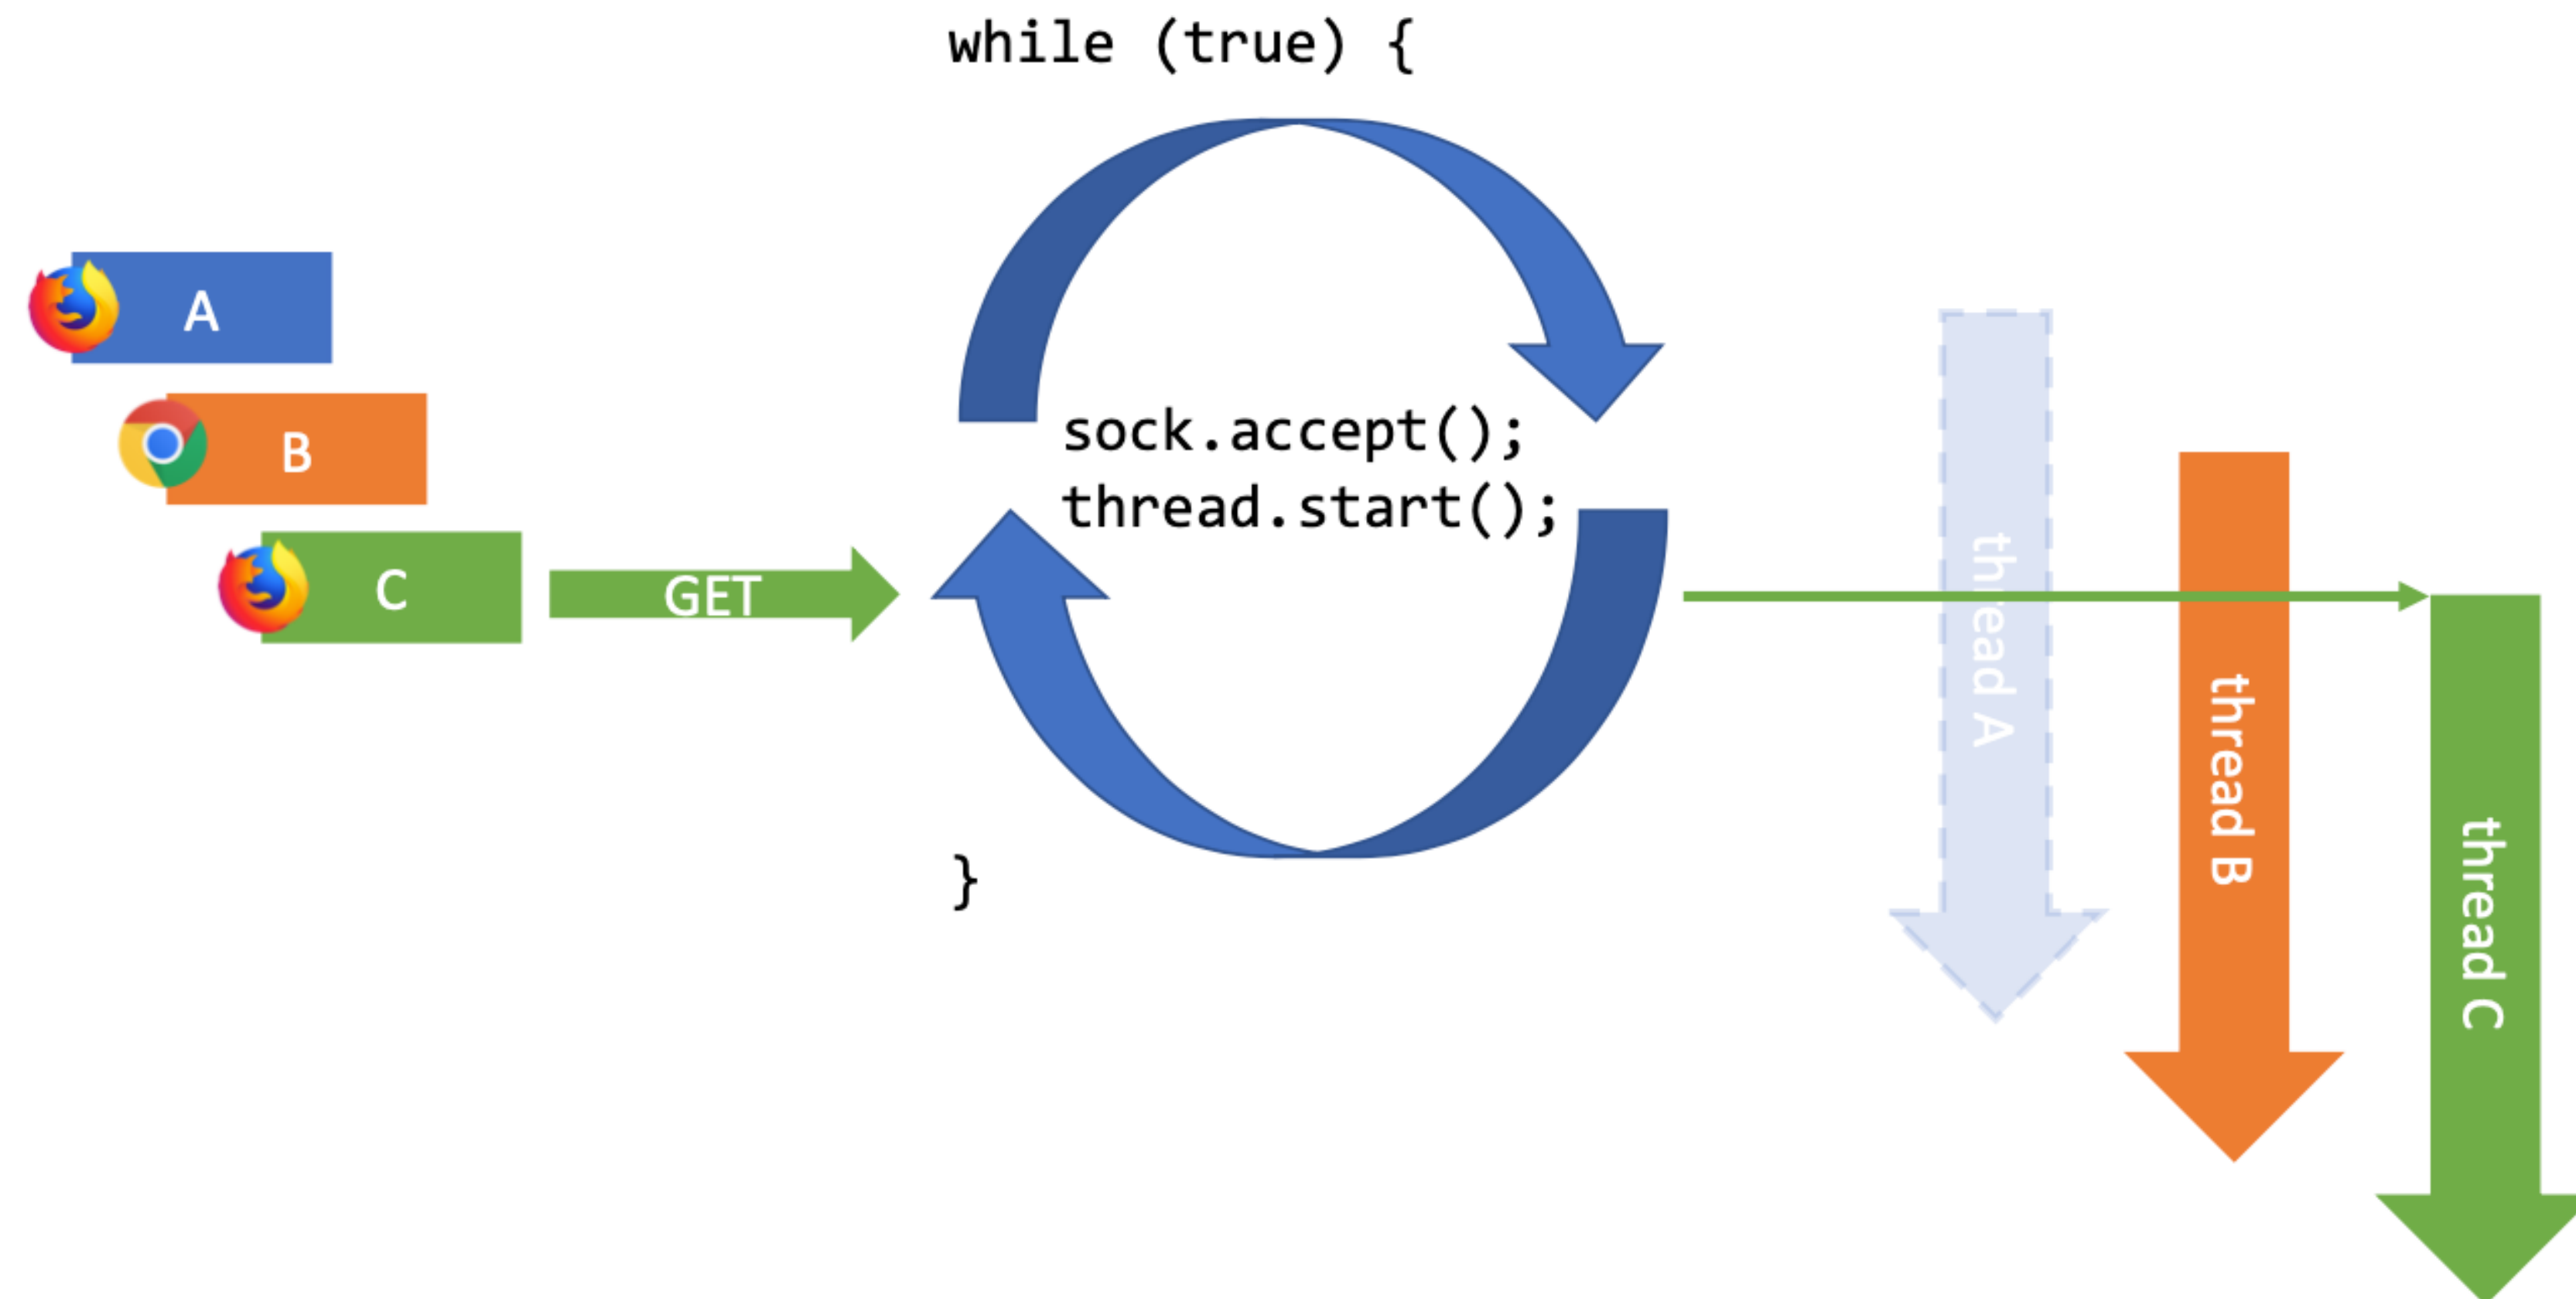 while (true) {
A
B
sock.accept();
thread.start();
C
GET
thread A
thread B
thread C
}